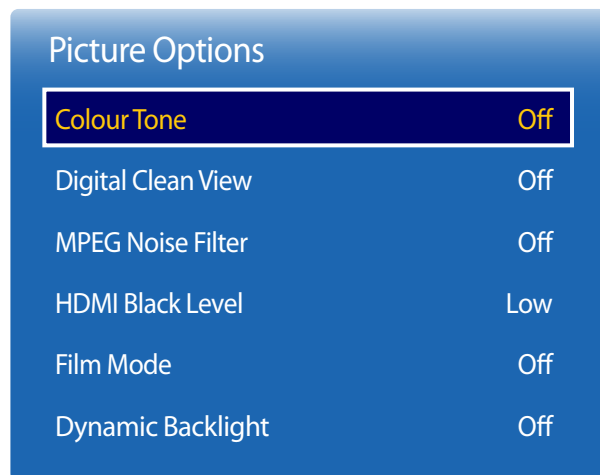 Picture Options
Colour Tone Off
Digital Clean View Off
MPEG Noise Filter Off
HDMI Black Level Low
Film Mode Off
Dynamic Backlight Off